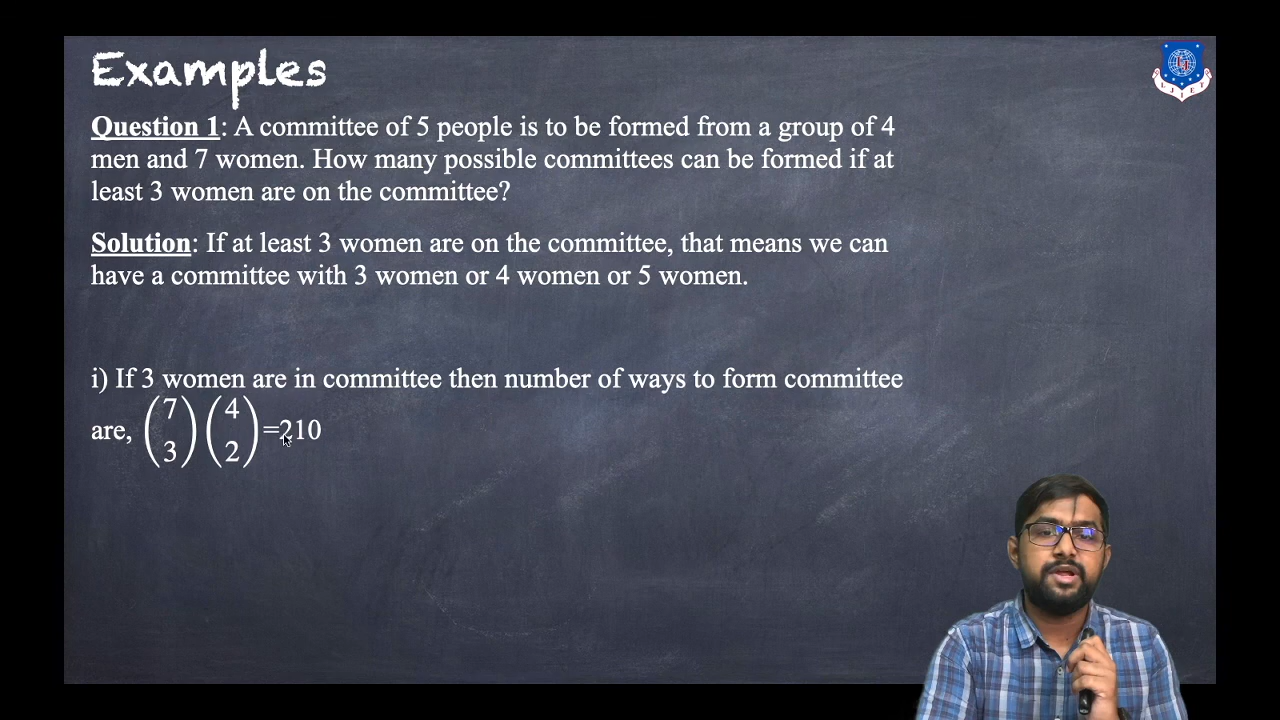 Examples
Question 1: A committee of 5 people is to be formed from a group of 4
men and 7 women. How many possible committees can be formed if at
least 3 women are on the committee?
Solution: If at least 3 women are on the committee, that means we can
have a committee with 3 women or 4 women or 5 women.
i) If 3 women are in committee then number of ways to form committee
are, (7 3)(4 2)=210